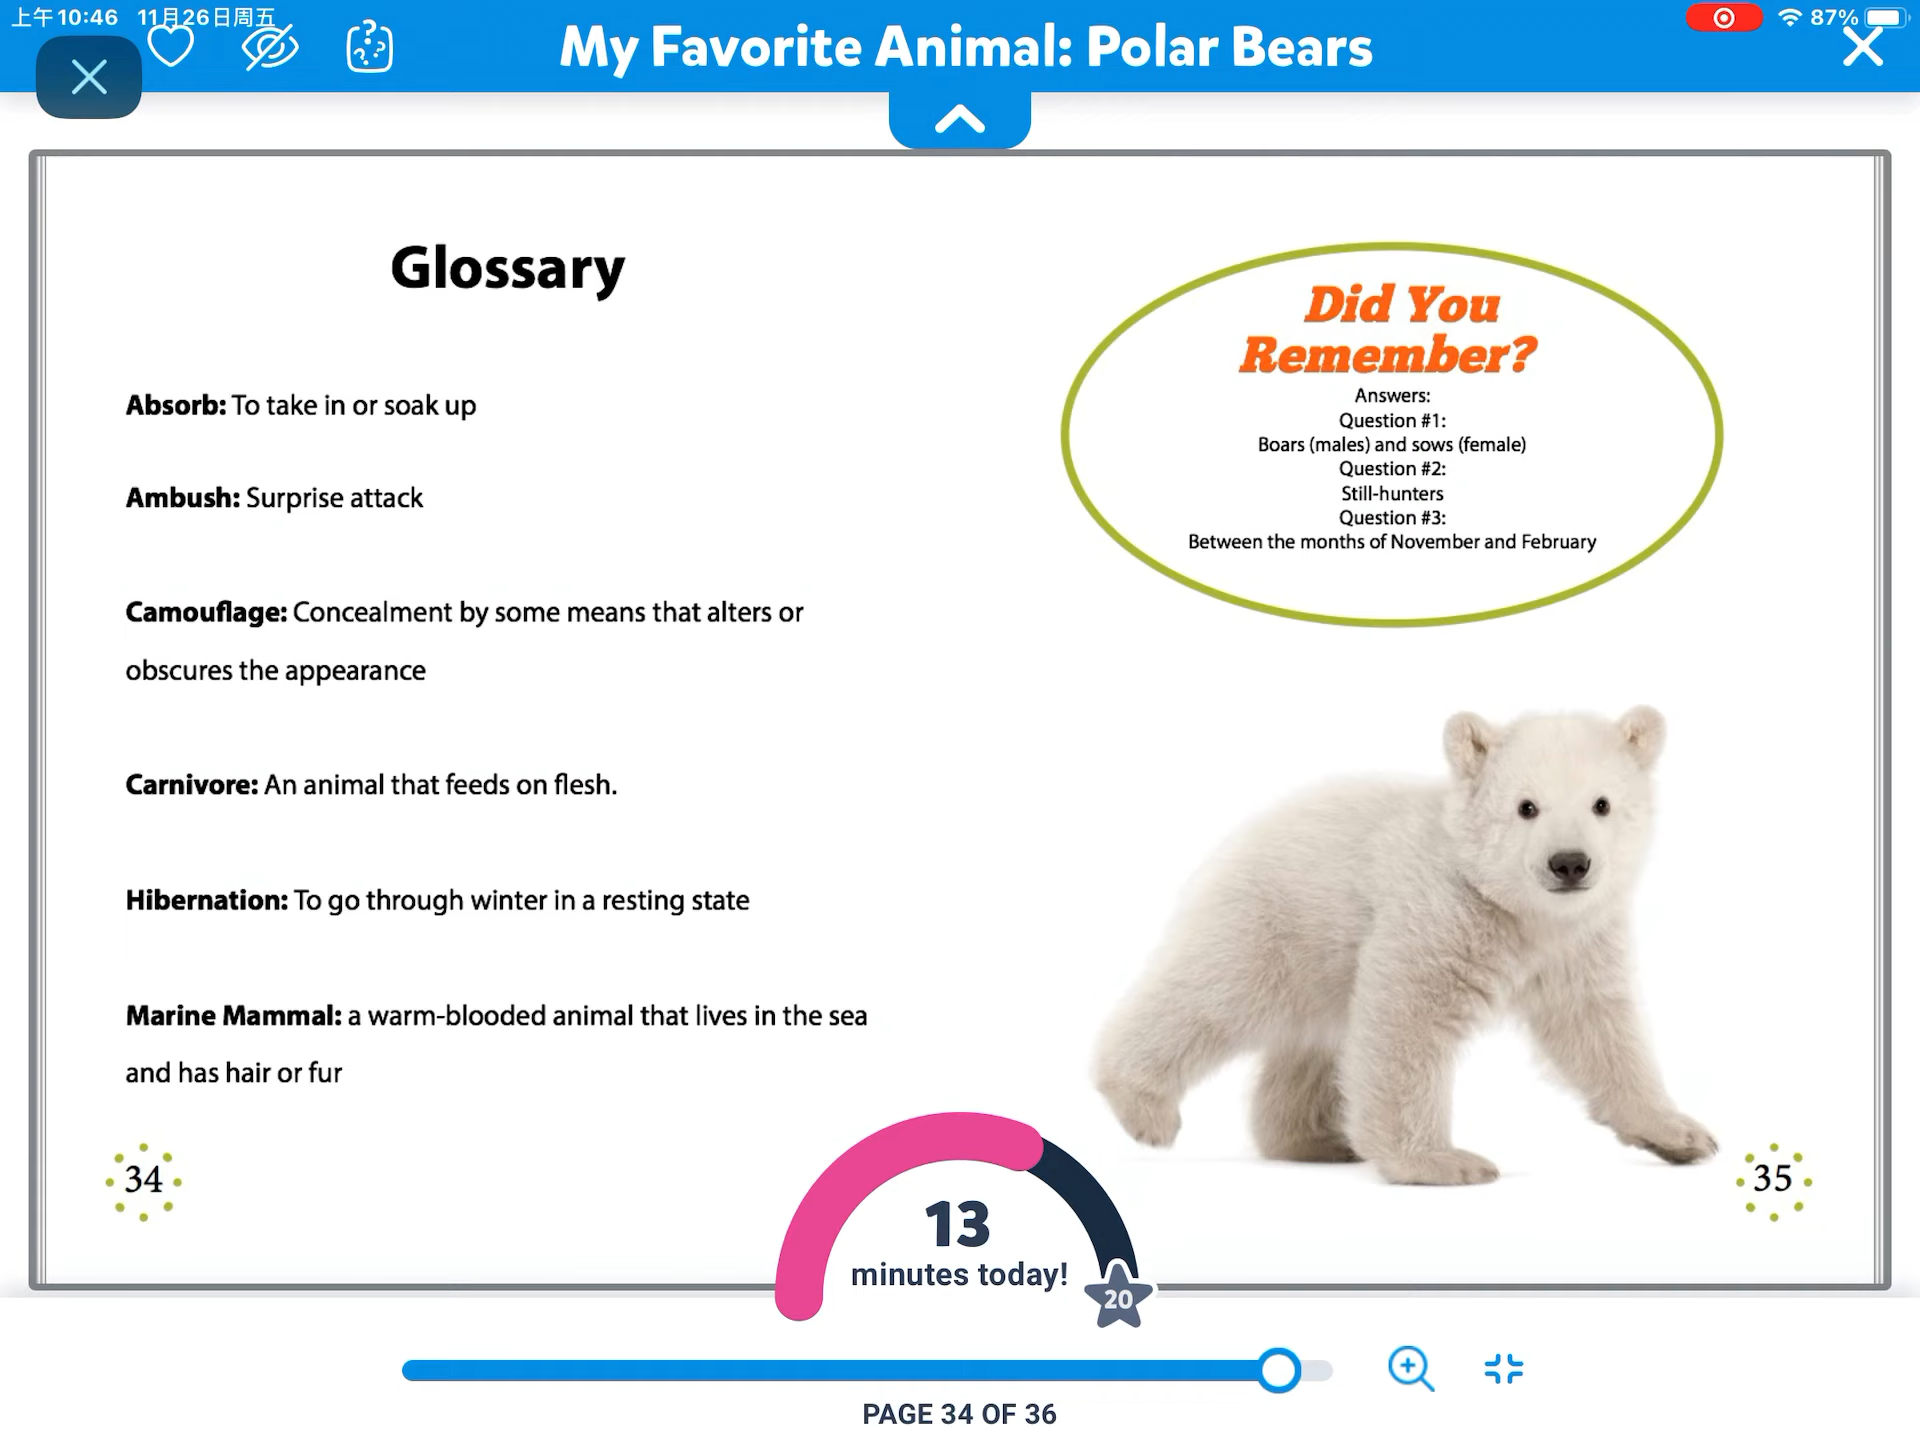 上午10:46 11月26日周五
87%
My Favorite Animal: Polar Bears
Glossary
Absorb: To take in or soak up
Ambush: Surprise attack
Camouflage: Concealment by some means that alters or
obscures the appearance
Carnivore: An animal that feeds on flesh.
Hibernation: To go through winter in a resting state
Marine Mammal: a warm-blooded animal that lives in the sea
and has hair or fur
34
Did You
Remember?
Answers:
Question #1:
Boars (males) and sows (female)
Question #2:
Still-hunters
Question #3:
Between the months of November and February
35
13
minutes today!
20
PAGE 34 OF 36